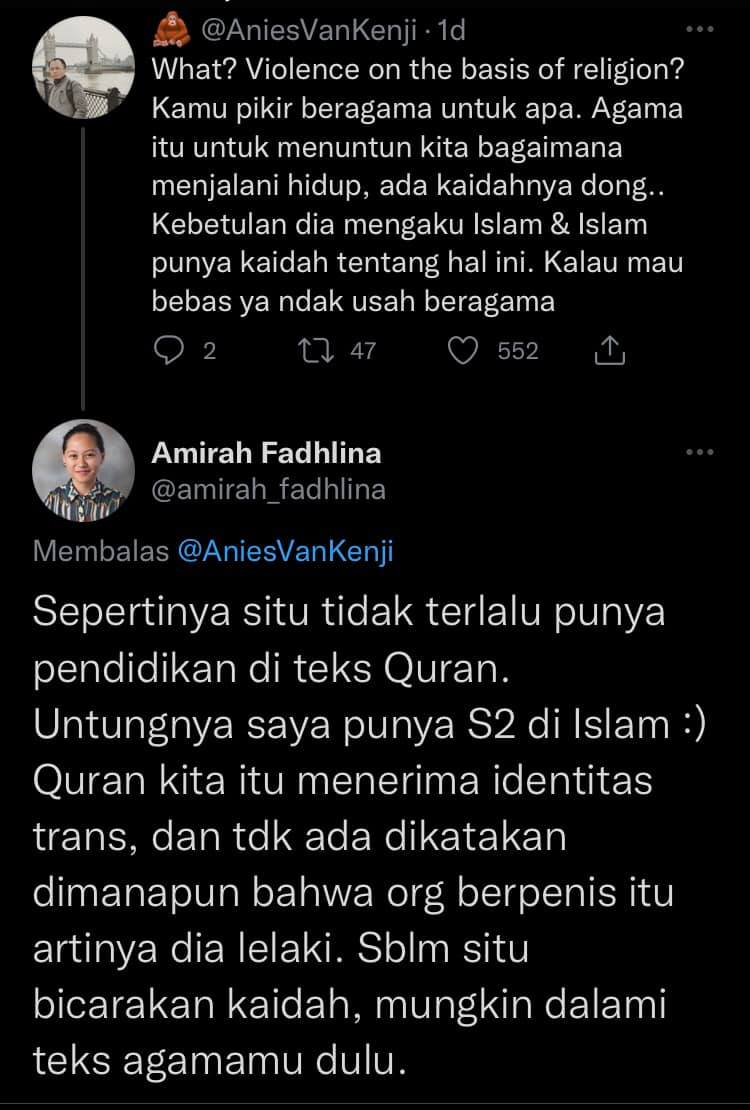 @AniesVanKenji · 1d
What? Violence on the basis of religion?
Kamu pikir beragama untuk apa. Agama
itu untuk menuntun kita bagaimana
menjalani hidup, ada kaidahnya dong..
Kebetulan dia mengaku Islam & Islam
punya kaidah tentang hal ini. Kalau mau
bebas ya ndak usah beragama
2 47 552
Amirah Fadhlina
@amirah_fadhlina
Membalas @AniesVanKenji
Sepertinya situ tidak terlalu punya
pendidikan di teks Quran.
Untungnya saya punya S2 di Islam :)
Quran kita itu menerima identitas
trans, dan tdk ada dikatakan
dimanapun bahwa org berpenis itu
artinya dia lelaki. Sblm situ
bicarakan kaidah, mungkin dalami
teks agamamu dulu.